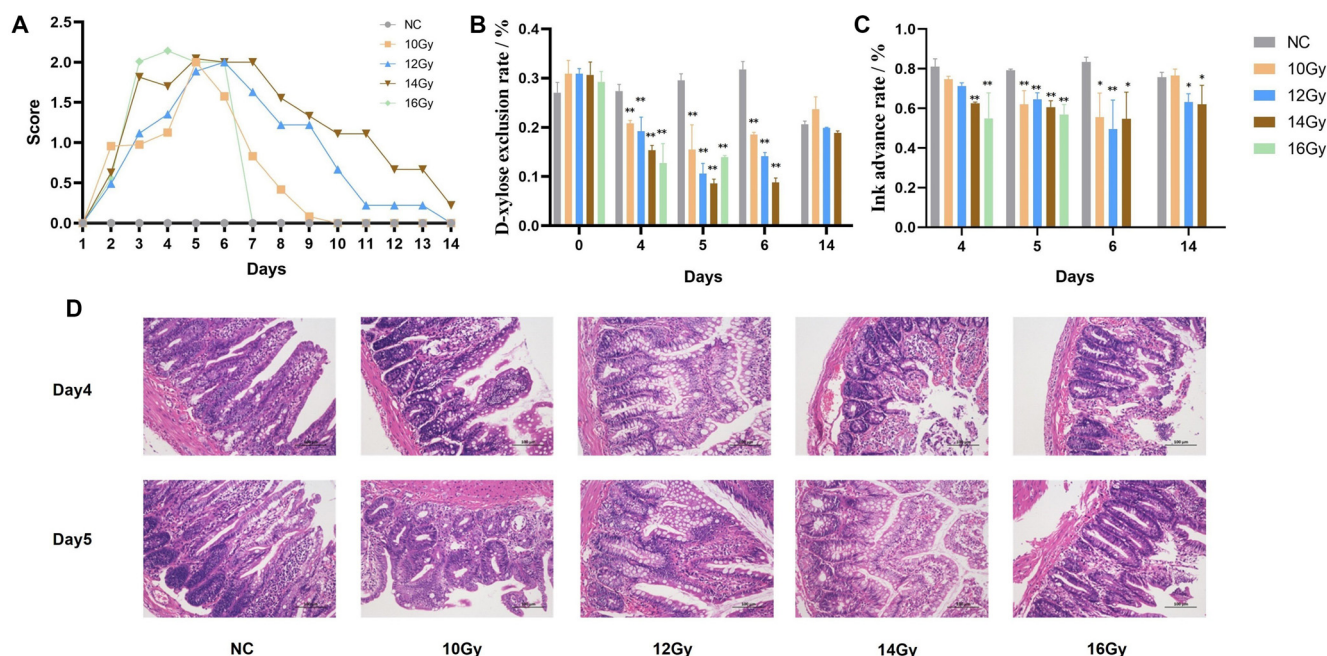 A
Score
2.5
2.0
1.5
1.0
0.5
0.0
1 2 3 4 5 6 7 8 9 10 11 12 13 14
Days
NC
10Gy
12Gy
14Gy
16Gy
B
D-xylose exclusion rate / %
0.4
0.3
0.2
0.1
0.0
** ** ** **
** ** ** **
** ** **
0 4 5 6 14
Days
C
Ink advance rate / %
1.0
0.8
0.6
0.4
0.2
0.0
** **
** ** ** **
* ** *
* *
4 5 6 14
Days
NC
10Gy
12Gy
14Gy
16Gy
D
Day4
100 μm
Day5
NC 10Gy 12Gy 14Gy 16Gy